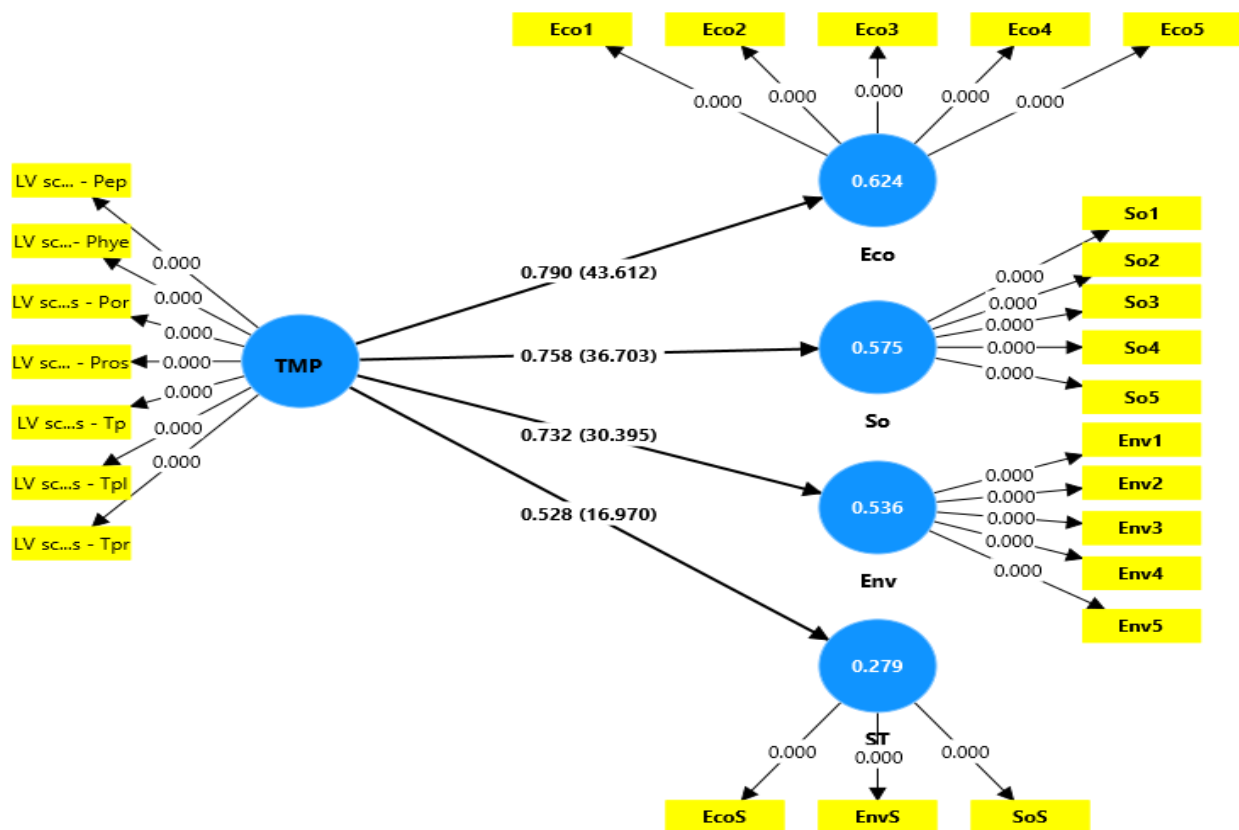 Eco1 Eco2 Eco3 Eco4 Eco5
0.000 0.000 0.000 0.000 0.000
0.624
Eco
LV sc... - Pep
LV sc...- Phye
LV sc...s - Por
LV sc... - Pros
LV sc...s - Tp
LV sc...s - Tpl
LV sc...s - Tpr
0.000
0.000
0.000
0.000
0.000
0.000
0.000
TMP
0.790 (43.612)
0.758 (36.703)
0.732 (30.395)
0.528 (16.970)
0.575
So
0.000
0.000
0.000
0.000
0.000
So1
So2
So3
So4
So5
0.536
Env
0.000
0.000
0.000
0.000
0.000
Env1
Env2
Env3
Env4
Env5
0.279
ST
0.000 0.000 0.000
EcoS EnvS SoS